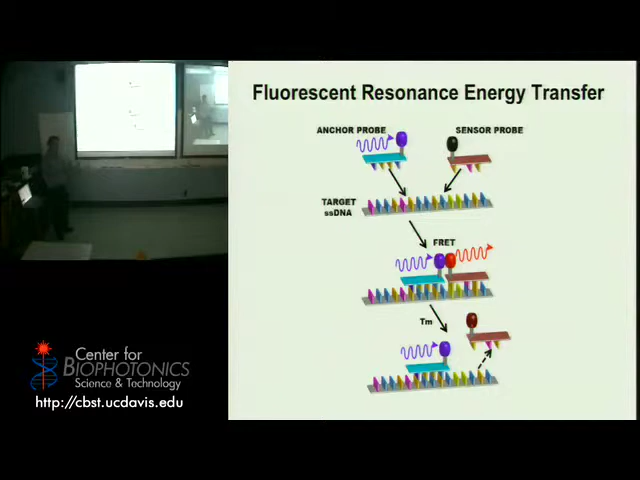 Fluorescent Resonance Energy Transfer
ANCHOR PROBE
SENSOR PROBE
TARGET
ssDNA
FRET
Tm
Center for
BIOPHOTONICS
Science & Technology
http://cbst.ucdavis.edu